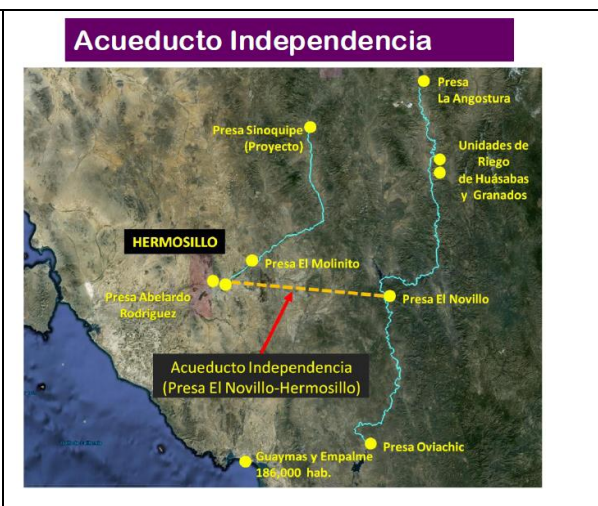 Acueducto Independencia
Presa
La Angostura
Presa Sinoquipe
(Proyecto)
Unidades de
Riego
de Huásabas
y Granados
HERMOSILLO
Presa El Molinito
Presa Abelardo
Rodríguez
Presa El Novillo
Acueducto Independencia
(Presa El Novillo-Hermosillo)
Presa Oviachic
Guaymas y Empalme
186,000 hab.